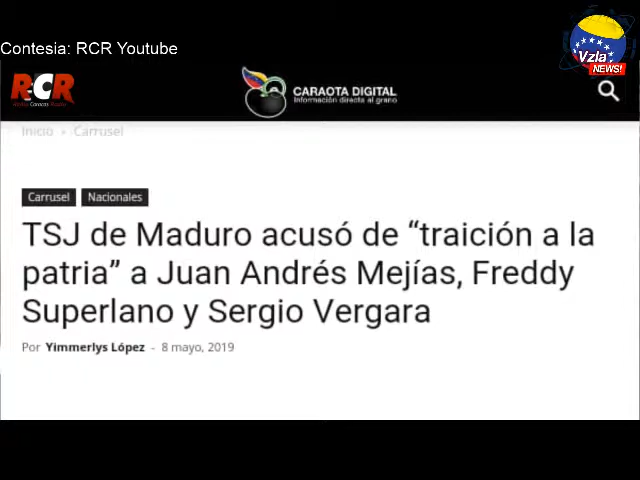 Contesia: RCR Youtube
Vzla
NEWS!
RCR
CARAOTA DIGITAL
Información directa al grano
Inicio » Carrusel
Carrusel Nacionales
TSJ de Maduro acusó de “traición a la
patria” a Juan Andrés Mejías, Freddy
Superlano y Sergio Vergara
Por Yimmerlys López - 8 mayo, 2019